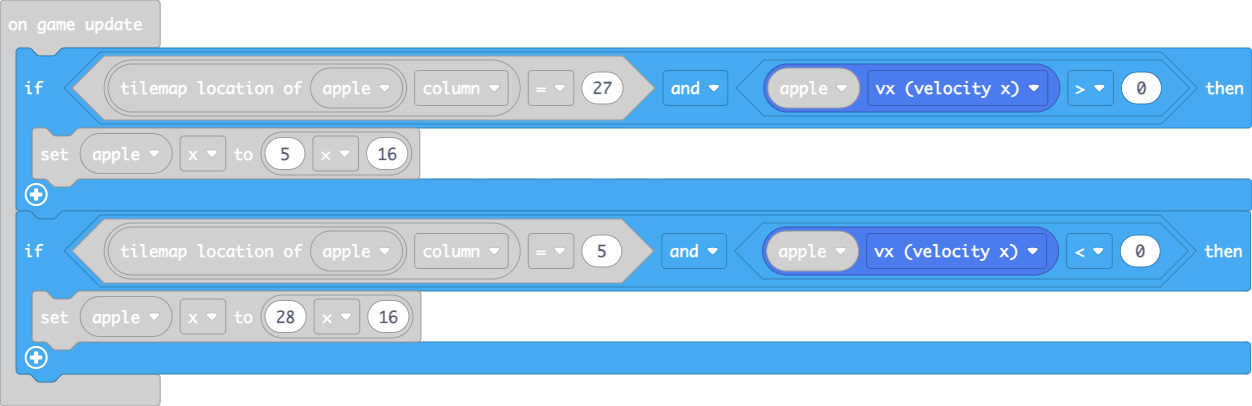 on game update
if tilemap location of apple column = 27 and apple vx (velocity x) > 0 then
set apple x to 5 x 16
if tilemap location of apple column = 5 and apple vx (velocity x) < 0 then
set apple x to 28 x 16